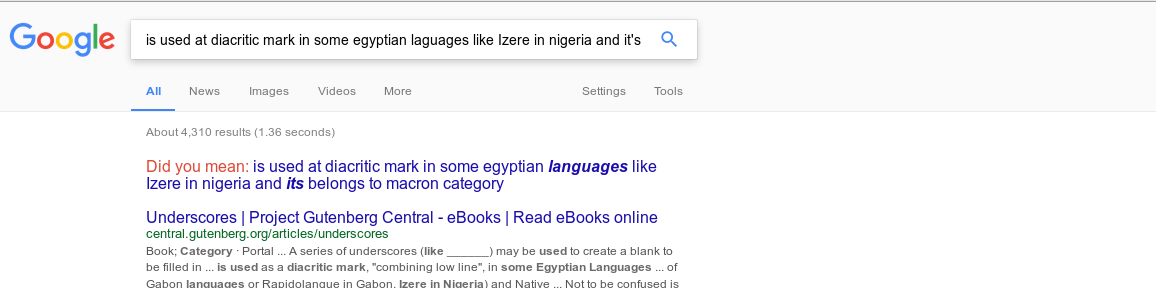 Google
is used at diacritic mark in some egyptian laguages like Izere in nigeria and it's
All News Images Videos More Settings Tools
About 4,310 results (1.36 seconds)
Did you mean: is used at diacritic mark in some egyptian languages like
Izere in nigeria and its belongs to macron category
Underscores | Project Gutenberg Central - eBooks | Read eBooks online
central.gutenberg.org/articles/underscores
Book; Category · Portal ... A series of underscores (like ______) may be used to create a blank to
be filled in ... is used as a diacritic mark, "combining low line", in some Egyptian Languages ... of
Gabon languages or Rapidolangue in Gabon, Izere in Nigeria) and Native ... Not to be confused is